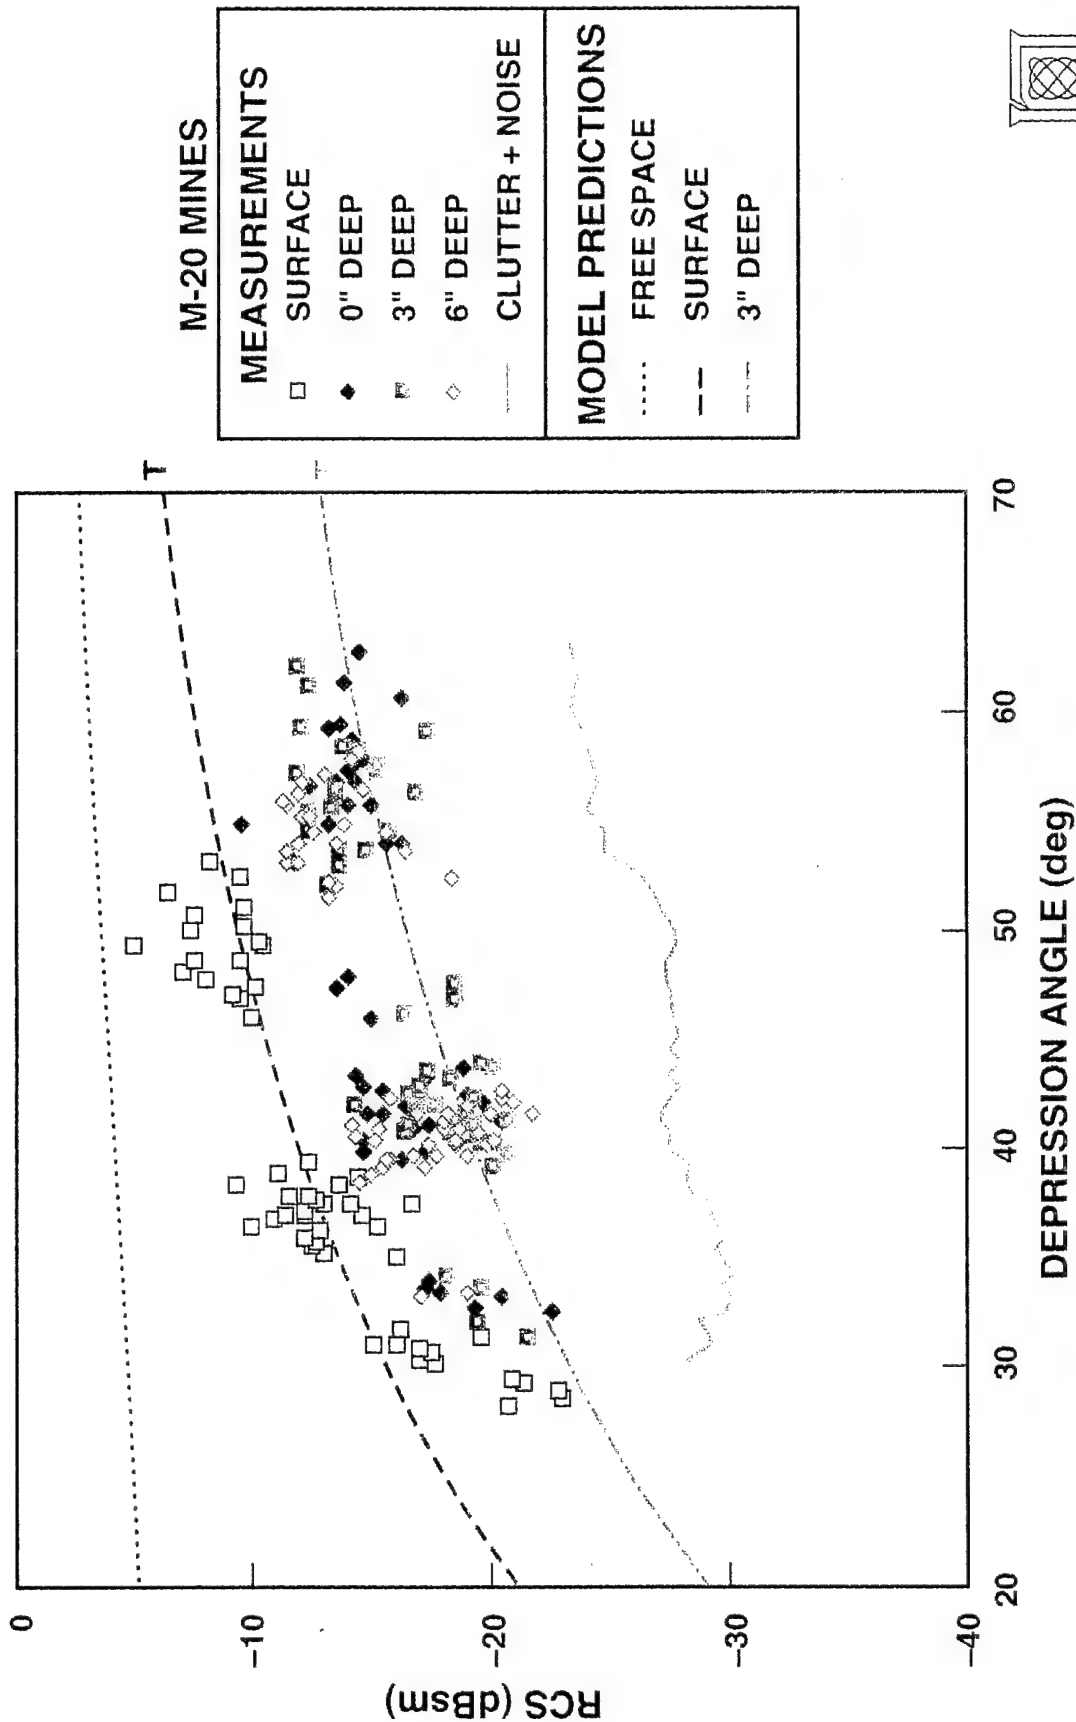 M-20 MINES
MEASUREMENTS
SURFACE
0" DEEP
3" DEEP
6" DEEP
CLUTTER + NOISE
MODEL PREDICTIONS
FREE SPACE
SURFACE
3" DEEP
T
T
0
-10
-20
-30
-40
RCS (dBsm)
20
30
40
50
60
70
DEPRESSION ANGLE (deg)